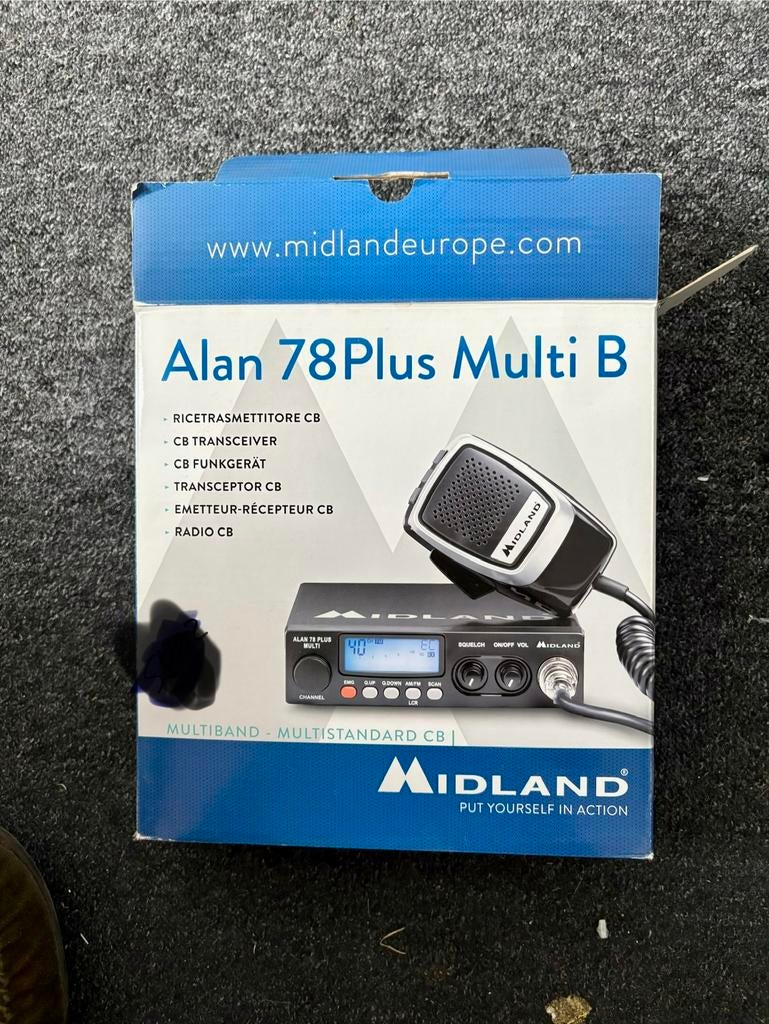 www.midlandeurope.com
Alan 78Plus Multi B
RICETRASMETTITORE CB
CB TRANSCEIVER
CB FUNKGERÄT
TRANSCEPTOR CB
EMETTEUR-RÉCEPTEUR CB
RADIO CB
MIDLAND
MIDLAND
ALAN 78 PLUS
MULTI
40
EC
SQUELCH ON/OFF VOL MIDLAND
EMG Q.UP Q.DOWN AM/FM SCAN
LCR
CHANNEL
MULTIBAND - MULTISTANDARD CB
MIDLAND®
PUT YOURSELF IN ACTION